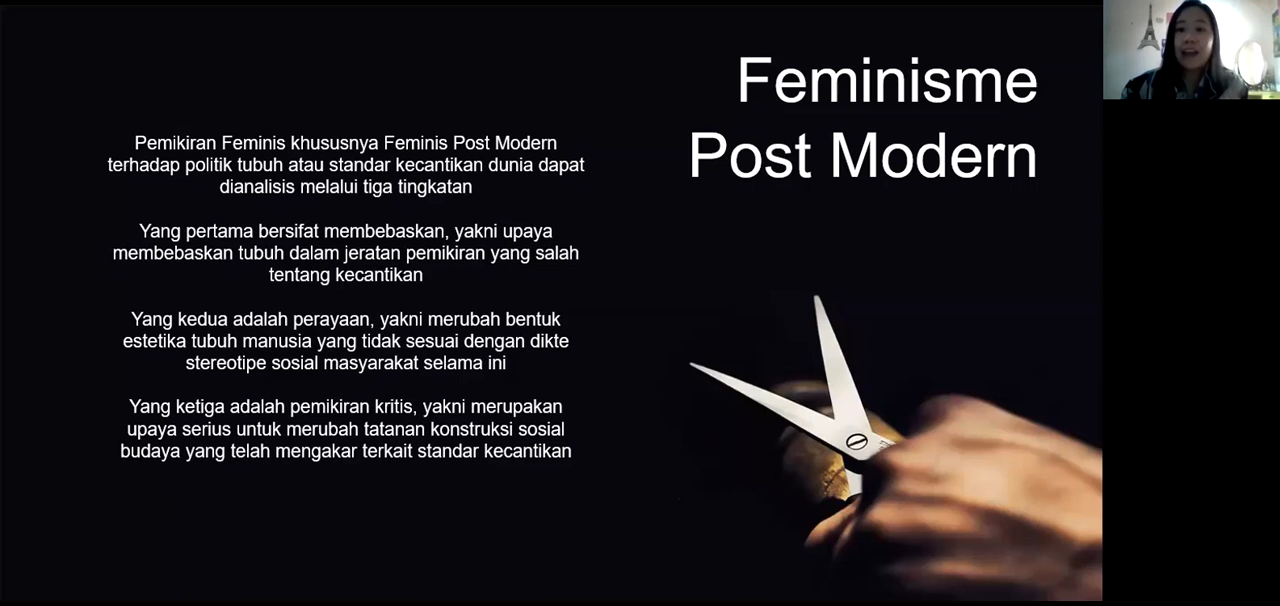 Feminisme
Post Modern
Pemikiran Feminis khususnya Feminis Post Modern
terhadap politik tubuh atau standar kecantikan dunia dapat
dianalisis melalui tiga tingkatan
Yang pertama bersifat membebaskan, yakni upaya
membebaskan tubuh dalam jeratan pemikiran yang salah
tentang kecantikan
Yang kedua adalah perayaan, yakni merubah bentuk
estetika tubuh manusia yang tidak sesuai dengan dikte
stereotipe sosial masyarakat selama ini
Yang ketiga adalah pemikiran kritis, yakni merupakan
upaya serius untuk merubah tatanan konstruksi sosial
budaya yang telah mengakar terkait standar kecantikan